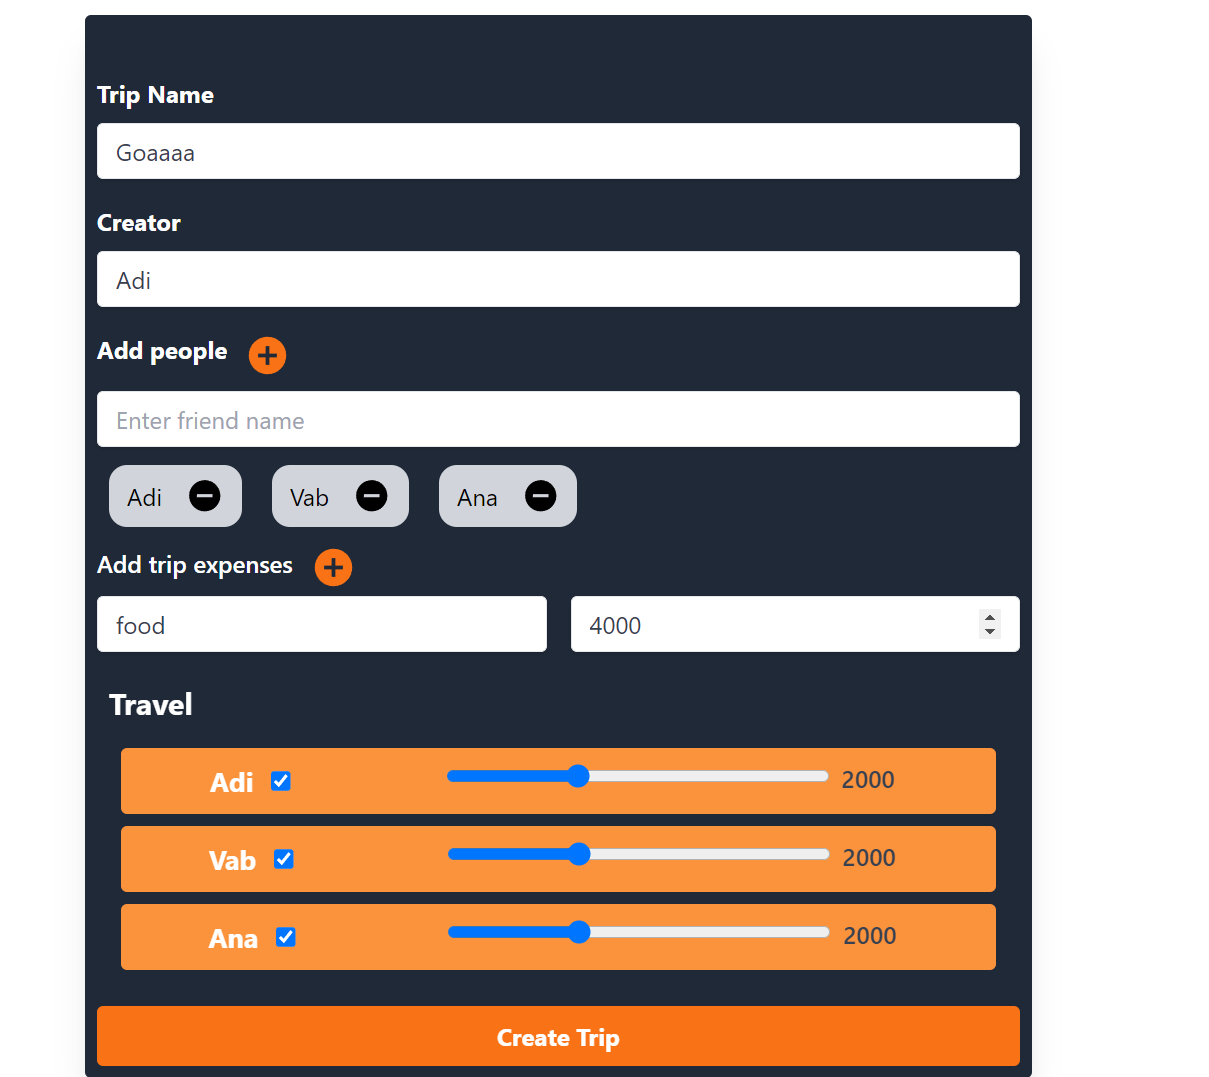 Trip Name
Goaaaa
Creator
Adi
Add people
Enter friend name
Adi Vab Ana
Add trip expenses
food 4000
Travel
Adi 2000
Vab 2000
Ana 2000
Create Trip